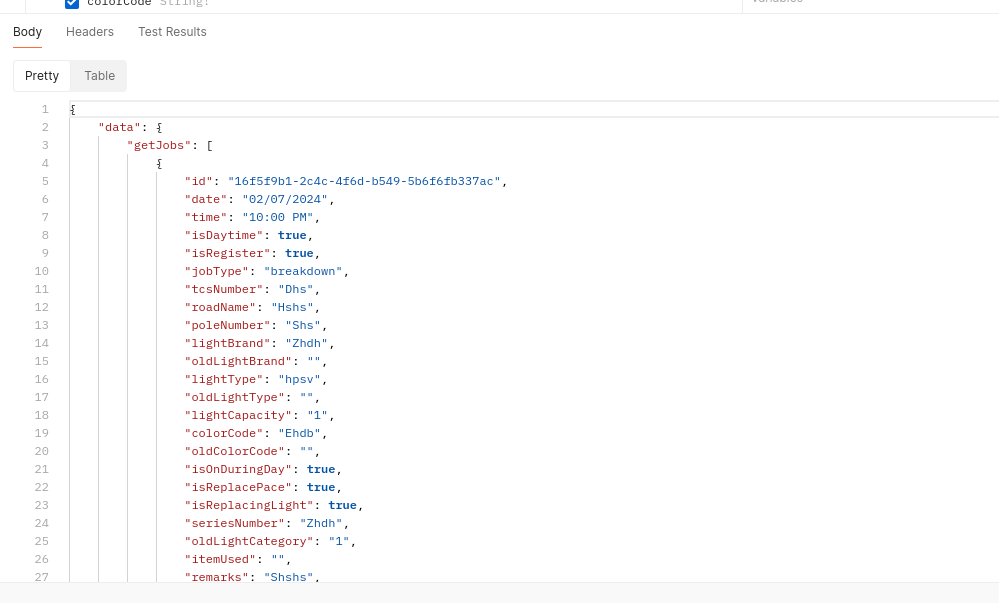 colorCode String!
Variables
Body Headers Test Results
Pretty Table
1 {
2 "data": {
3 "getJobs": [
4 {
5 "id": "16f5f9b1-2c4c-4f6d-b549-5b6f6fb337ac",
6 "date": "02/07/2024",
7 "time": "10:00 PM",
8 "isDaytime": true,
9 "isRegister": true,
10 "jobType": "breakdown",
11 "tcsNumber": "Dhs",
12 "roadName": "Hshs",
13 "poleNumber": "Shs",
14 "lightBrand": "Zhdh",
15 "oldLightBrand": "",
16 "lightType": "hpsv",
17 "oldLightType": "",
18 "lightCapacity": "1",
19 "colorCode": "Ehdb",
20 "oldColorCode": "",
21 "isOnDuringDay": true,
22 "isReplacePace": true,
23 "isReplacingLight": true,
24 "seriesNumber": "Zhdh",
25 "oldLightCategory": "1",
26 "itemUsed": "",
27 "remarks": "Shshs",